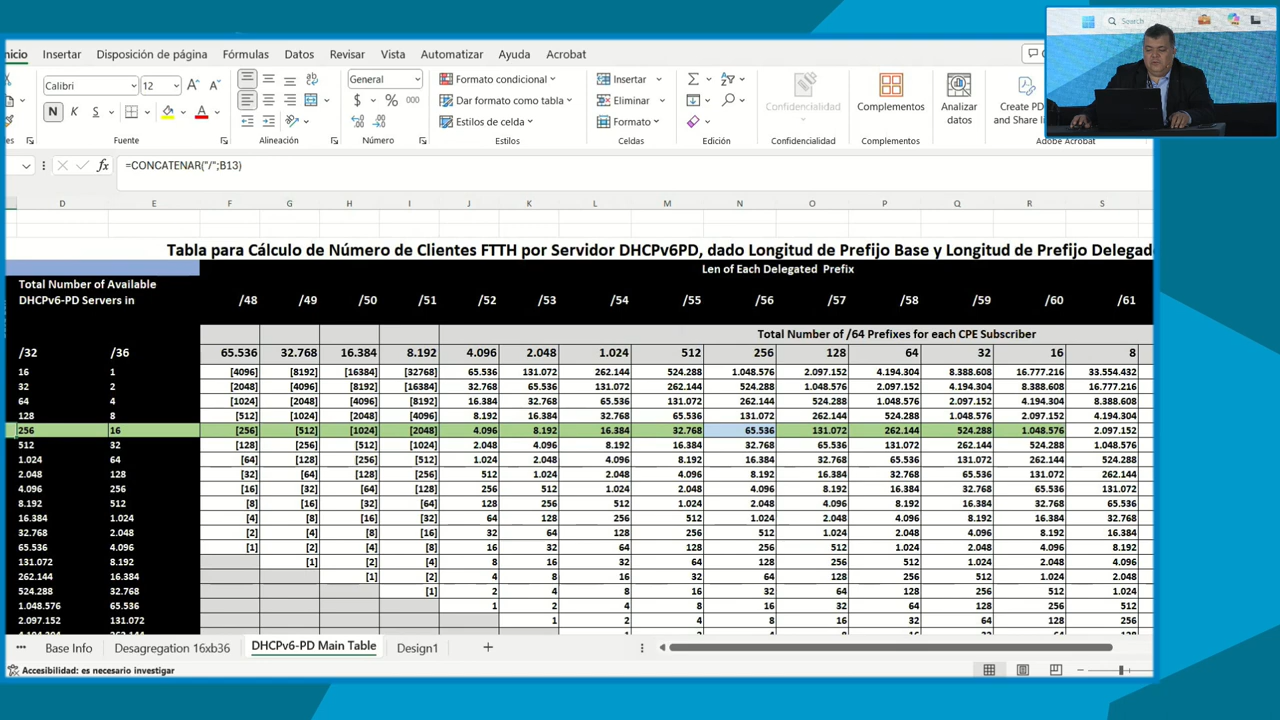 Search
nicio Insertar Disposición de página Fórmulas Datos Revisar Vista Automatizar Ayuda Acrobat
Calibri 12 General Formato condicional Insertar
N K S $ % 000 Dar formato como tabla Eliminar Confidencialidad Complementos Analizar datos Create PD and Share li
Estilos de celda Formato
Fuente Alineación Número Estilos Celdas Confidencialidad Complementos Adobe Acrobat
fx =CONCATENAR("/";B13)
D E F G H I J K L M N O P Q R S
Tabla para Cálculo de Número de Clientes FTTH por Servidor DHCPv6PD, dado Longitud de Prefijo Base y Longitud de Prefijo Delegado
Len of Each Delegated Prefix
Total Number of Available
DHCPv6-PD Servers in /48 /49 /50 /51 /52 /53 /54 /55 /56 /57 /58 /59 /60 /61
Total Number of /64 Prefixes for each CPE Subscriber
/32 /36 65.536 32.768 16.384 8.192 4.096 2.048 1.024 512 256 128 64 32 16 8
16 1 [4096] [8192] [16384] [32768] 65.536 131.072 262.144 524.288 1.048.576 2.097.152 4.194.304 8.388.608 16.777.216 33.554.432
32 2 [2048] [4096] [8192] [16384] 32.768 65.536 131.072 262.144 524.288 1.048.576 2.097.152 4.194.304 8.388.608 16.777.216
64 4 [1024] [2048] [4096] [8192] 16.384 32.768 65.536 131.072 262.144 524.288 1.048.576 2.097.152 4.194.304 8.388.608
128 8 [512] [1024] [2048] [4096] 8.192 16.384 32.768 65.536 131.072 262.144 524.288 1.048.576 2.097.152 4.194.304
256 16 [256] [512] [1024] [2048] 4.096 8.192 16.384 32.768 65.536 131.072 262.144 524.288 1.048.576 2.097.152
512 32 [128] [256] [512] [1024] 2.048 4.096 8.192 16.384 32.768 65.536 131.072 262.144 524.288 1.048.576
1.024 64 [64] [128] [256] [512] 1.024 2.048 4.096 8.192 16.384 32.768 65.536 131.072 262.144 524.288
2.048 128 [32] [64] [128] [256] 512 1.024 2.048 4.096 8.192 16.384 32.768 65.536 131.072 262.144
4.096 256 [16] [32] [64] [128] 256 512 1.024 2.048 4.096 8.192 16.384 32.768 65.536 131.072
8.192 512 [8] [16] [32] [64] 128 256 512 1.024 2.048 4.096 8.192 16.384 32.768 65.536
16.384 1.024 [4] [8] [16] [32] 64 128 256 512 1.024 2.048 4.096 8.192 16.384 32.768
32.768 2.048 [2] [4] [8] [16] 32 64 128 256 512 1.024 2.048 4.096 8.192 16.384
65.536 4.096 [1] [2] [4] [8] 16 32 64 128 256 512 1.024 2.048 4.096 8.192
131.072 8.192 [1] [2] [4] 8 16 32 64 128 256 512 1.024 2.048 4.096
262.144 16.384 [1] [2] 4 8 16 32 64 128 256 512 1.024 2.048
524.288 32.768 [1] 2 4 8 16 32 64 128 256 512 1.024
1.048.576 65.536 1 2 4 8 16 32 64 128 256 512
2.097.152 131.072 1 2 4 8 16 32 64 128 256
Base Info Desagregation 16xb36 DHCPv6-PD Main Table Design1
Accesibilidad: es necesario investigar